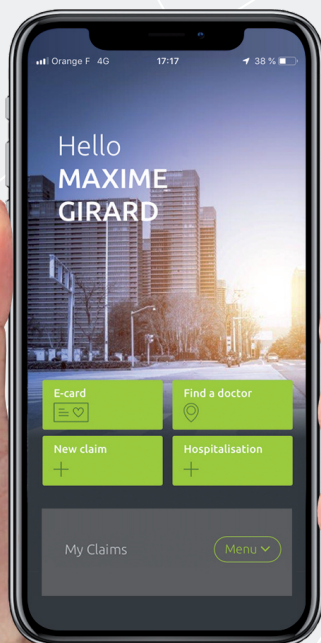 Orange F 4G 17:17 38 %
Hello
MAXIME
GIRARD
E-card
Find a doctor
New claim
Hospitalisation
My Claims
Menu